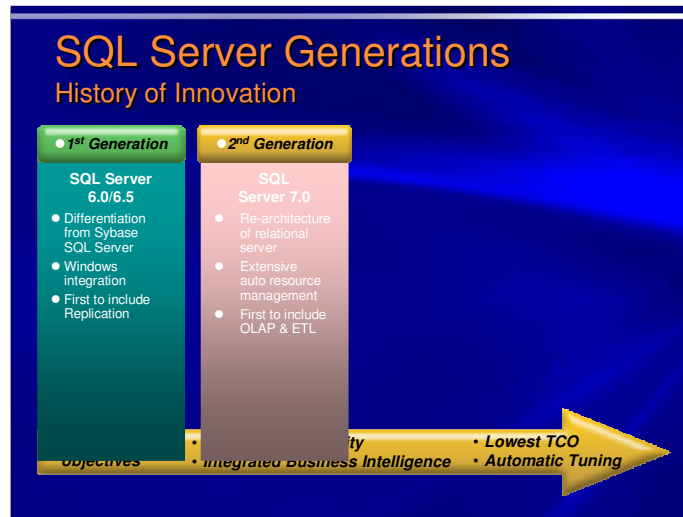 SQL Server Generations
History of Innovation
●1st Generation
SQL Server
6.0/6.5
● Differentiation
from Sybase
SQL Server
● Windows
integration
● First to include
Replication
●2nd Generation
SQL
Server 7.0
● Re-architecture
of relational
server
● Extensive
auto resource
management
● First to include
OLAP & ETL
objectives
• Integrated Business Intelligence
• Lowest TCO
• Automatic Tuning